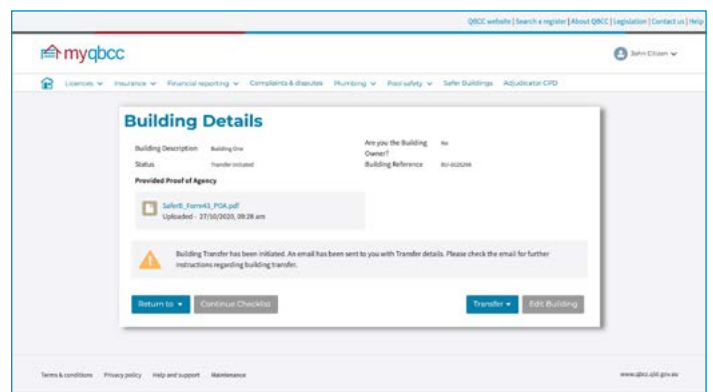 QBCC website | Search a register | About QBCC | Legislation | Contact us | Help
myqbcc
John Citizen
Licences Insurance Financial reporting Complaints & disputes Plumbing Pool safety Safer Buildings Adjudicator CPD
Building Details
Building Description Building One Are you the Building Owner? No
Status Transfer Initiated Building Reference
Provided Proof of Agency
SaferB_Form43_POA.pdf
Uploaded - 27/10/2020, 09:28 am
Building Transfer has been initiated. An email has been sent to you with Transfer details. Please check the email for further
instructions regarding building transfer.
Return to Continue Checklist Transfer Edit Building
Terms & conditions Privacy policy Help and support Maintenance www.qbcc.qld.gov.au